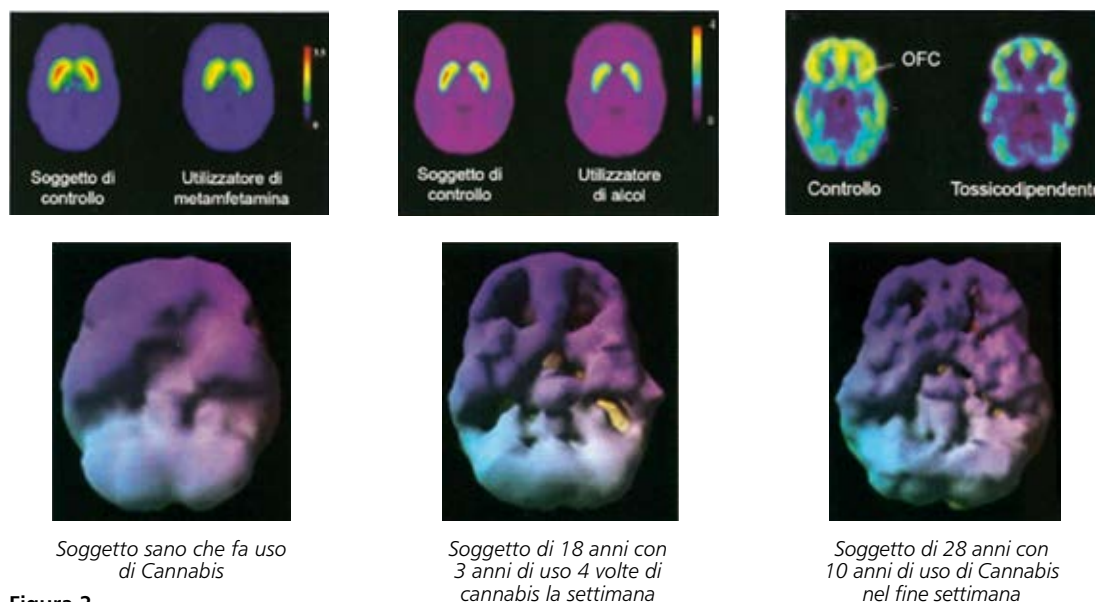 Soggetto di
controllo
Utilizzatore di
metamfetamina
Soggetto di
controllo
Utilizzatore
di alcol
4
0
OFC
Controllo
Tossicodipendente
Soggetto sano che fa uso
di Cannabis
Soggetto di 18 anni con
3 anni di uso 4 volte di
cannabis la settimana
Soggetto di 28 anni con
10 anni di uso di Cannabis
nel fine settimana